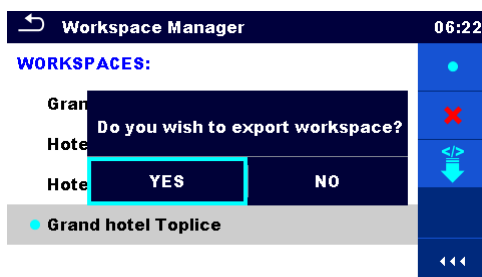 Workspace Manager 06:22
WORKSPACES:
Gran
Do you wish to export workspace?
Hote
Hote YES NO
Grand hotel Toplice